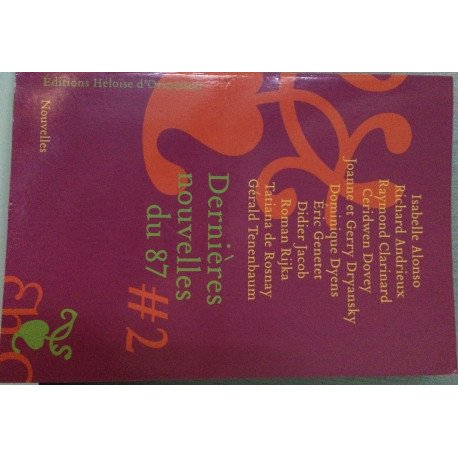 Isabelle Alonso
Richard Andrieux
Raymond Clarinard
Ceridwen Dovey
Joanne et Gerry Dryansky
Dominique Dyens
Éric Genetet
Didier Jacob
Roman Rijka
Tatiana de Rosnay
Gérald Tenenbaum
Dernières
nouvelles
du 87 #2
Nouvelles
Éditions Héloïse d'Ormesson